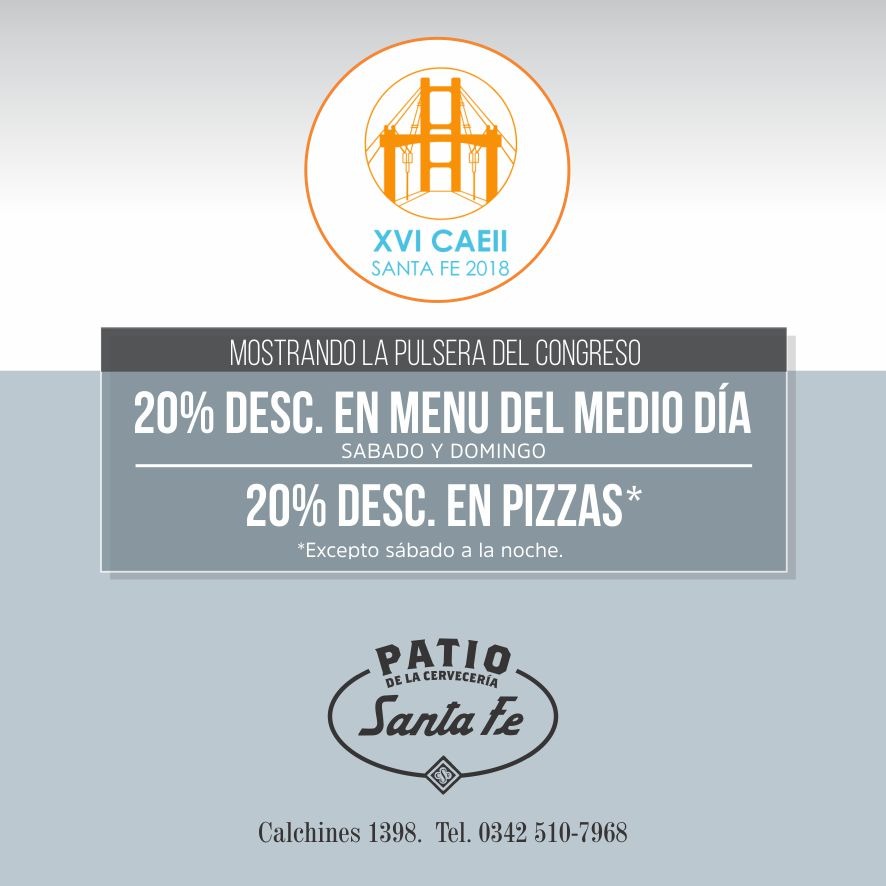 XVI CAEII
SANTA FE 2018
MOSTRANDO LA PULSERA DEL CONGRESO
20% DESC. EN MENU DEL MEDIO DÍA
SABADO Y DOMINGO
20% DESC. EN PIZZAS*
*Excepto sábado a la noche.
PATIO
DE LA CERVECERÍA
Santa Fe
Calchines 1398. Tel. 0342 510-7968